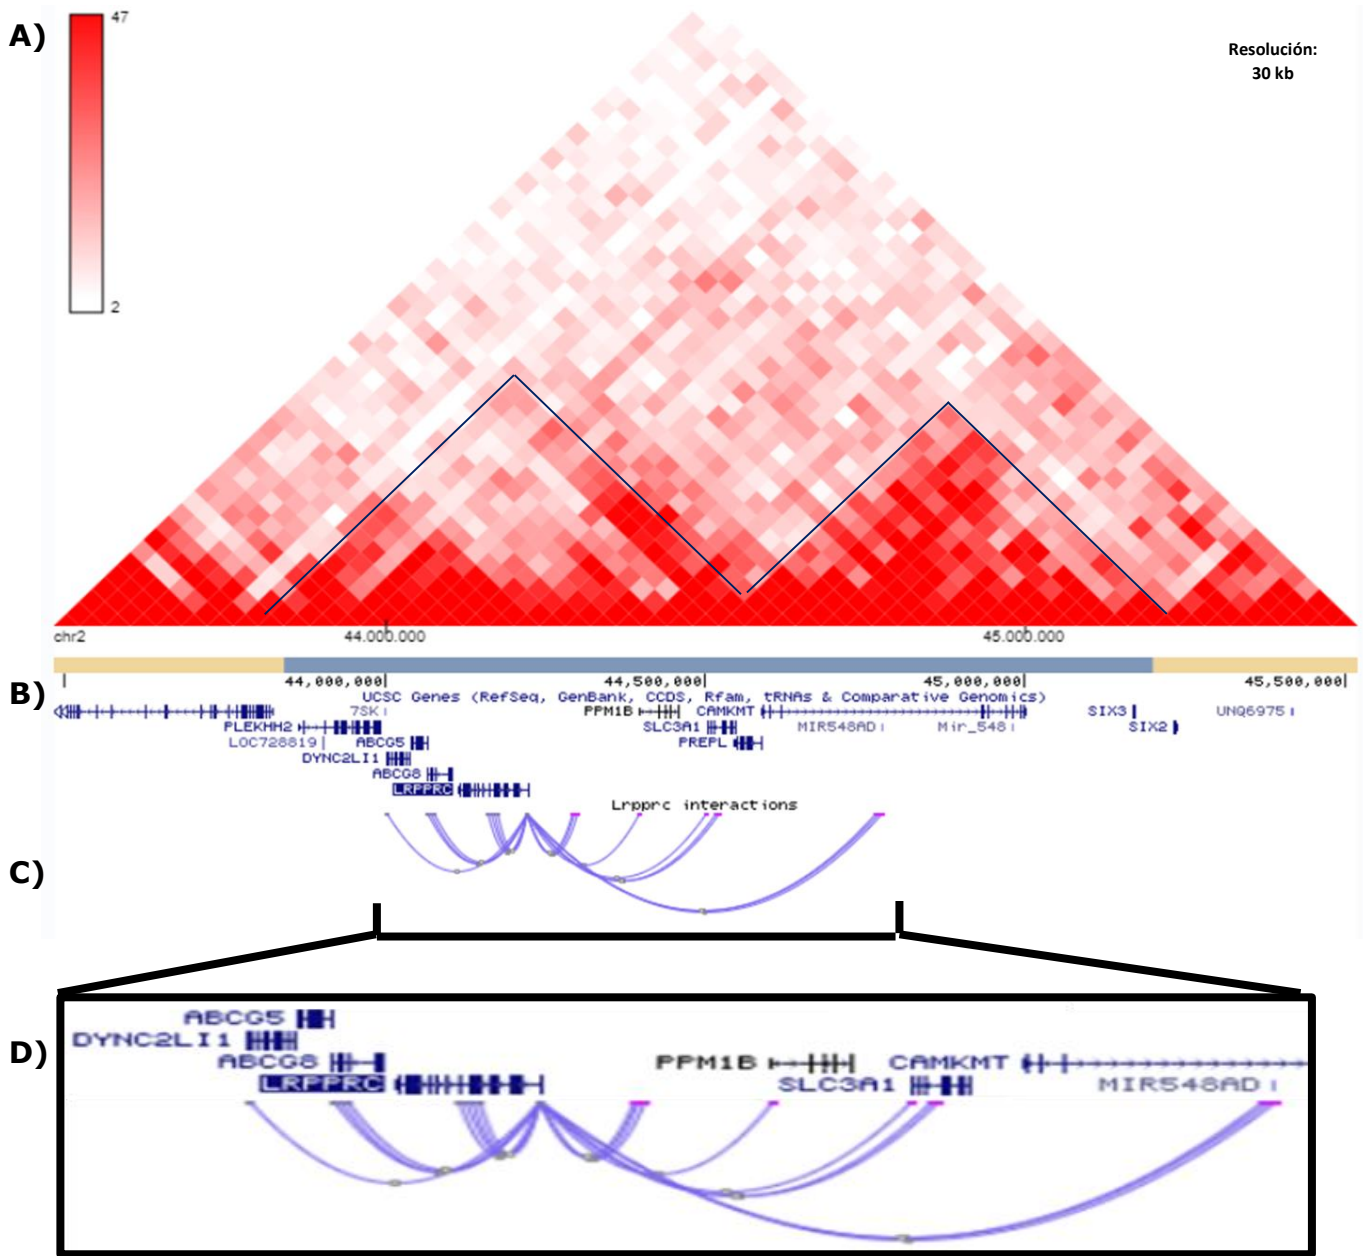 A)
47
2
Resolución:
30 kb
chr2
44.000.000
45.000.000
B)
44,000,000|
44,500,000|
45,000,000|
45,500,000|
UCSC Genes (RefSeq, GenBank, CCDS, Rfam, tRNAs & Comparative Genomics)
7SK
PPM1B
CAMKMT
SIX3
UNQ6975
PLEKHH2
SLC3A1
MIR548AD
Mir_548
SIX2
LOC728819
ABCG5
PREPL
DYNC2LI1
ABCG8
LRPPRC
Lrpprc interactions
C)
D)
ABCG5
DYNC2LI1
ABCG8
PPM1B
CAMKMT
LRPPRC
SLC3A1
MIR548AD